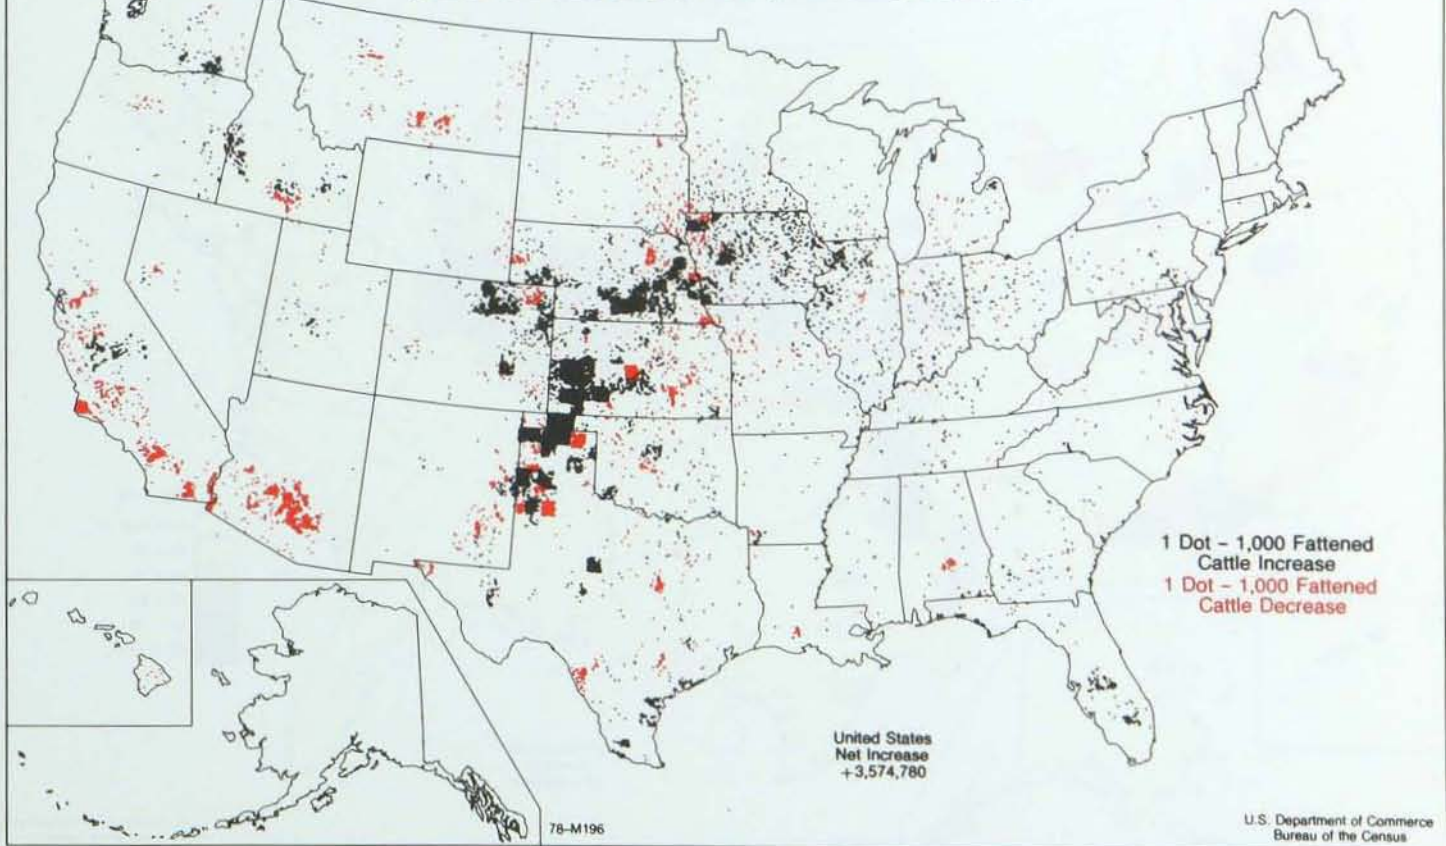 1 Dot – 1,000 Fattened
Cattle Increase
1 Dot – 1,000 Fattened
Cattle Decrease
United States
Net Increase
+3,574,780
78-M196
U.S. Department of Commerce
Bureau of the Census